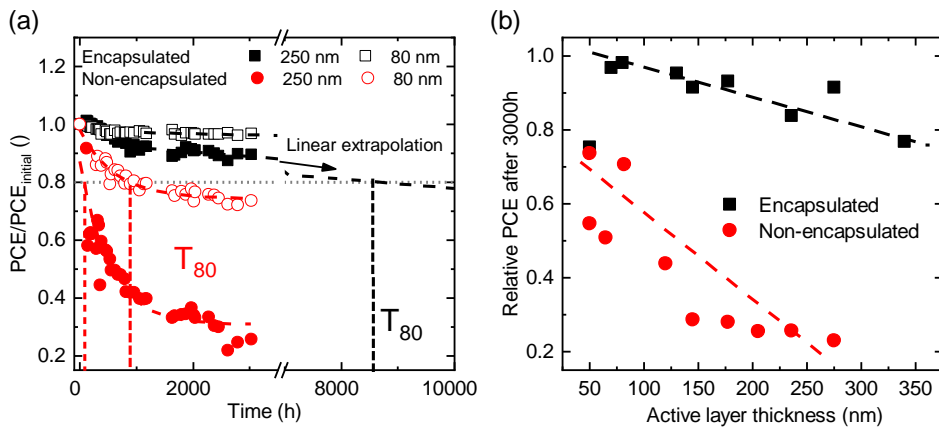 (a)
Encapsulated 250 nm 80 nm
Non-encapsulated 250 nm 80 nm
1.2
1.0
0.8
0.6
0.4
0.2
PCE/PCEinitial ()
Linear extrapolation
T80
T80
0 2000 8000 10000
Time (h)
(b)
1.0
0.8
0.6
0.4
0.2
Relative PCE after 3000h
Encapsulated
Non-encapsulated
50 100 150 200 250 300 350
Active layer thickness (nm)